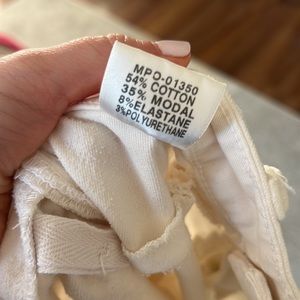 MPO-01350
54% COTTON
35% MODAL
8%ELASTANE
3%POLYURETHANE